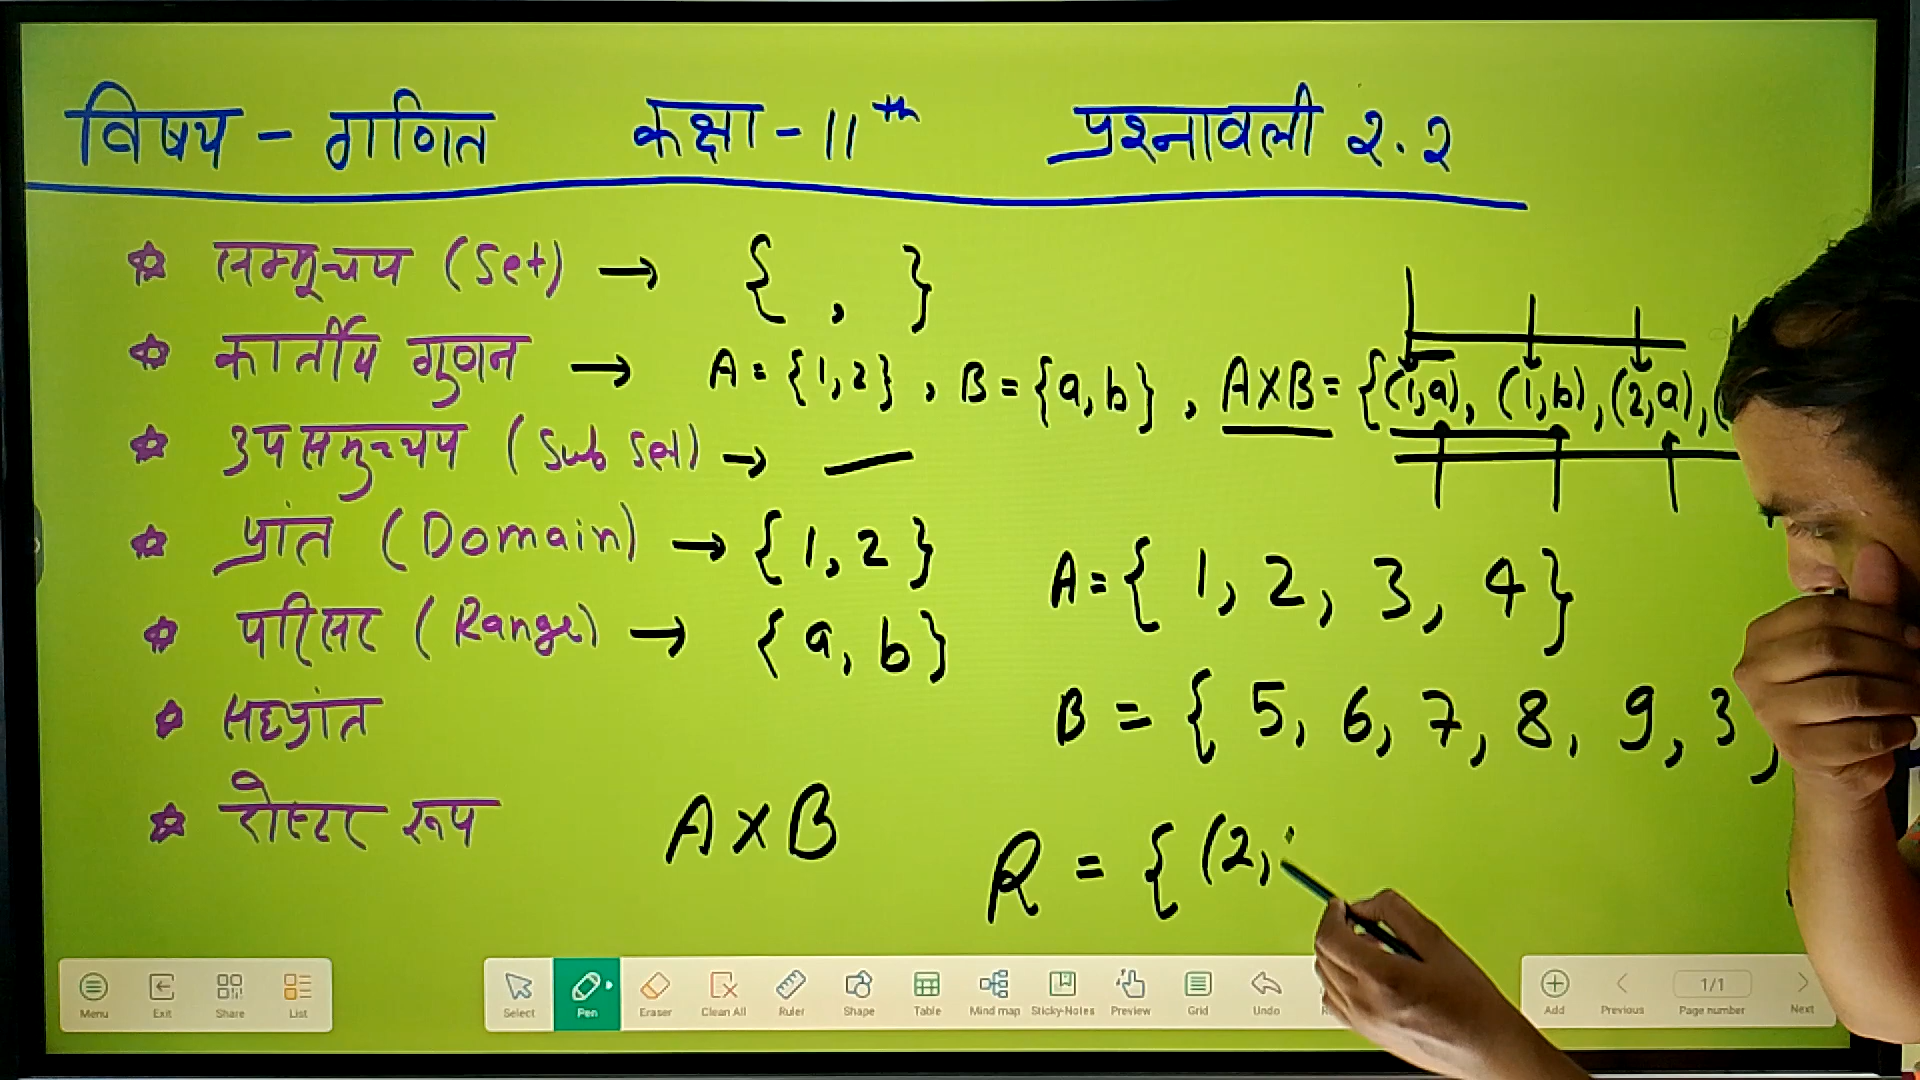 विषय - गणित कक्षा - 11th प्रश्नावली २.२
समुच्चय (Set) → { , }
कार्तीय गुणन → A = {1,2} , B = {a, b} , A×B = {(1,a), (1,b), (2,a), (
उपसमुच्चय (Sub Set) → —
प्रांत (Domain) → {1,2}
परिसर (Range) → {a, b}
सहप्रांत
रोस्टर रूप
A×B
A = { 1, 2, 3, 4}
B = { 5, 6, 7, 8, 9, 3,
R = { (2,
Menu Exit Share List
Select Pen Eraser Clean All Ruler Shape Table Mind map Sticky-Notes Preview Grid Undo
Add Previous 1/1 Page number Next